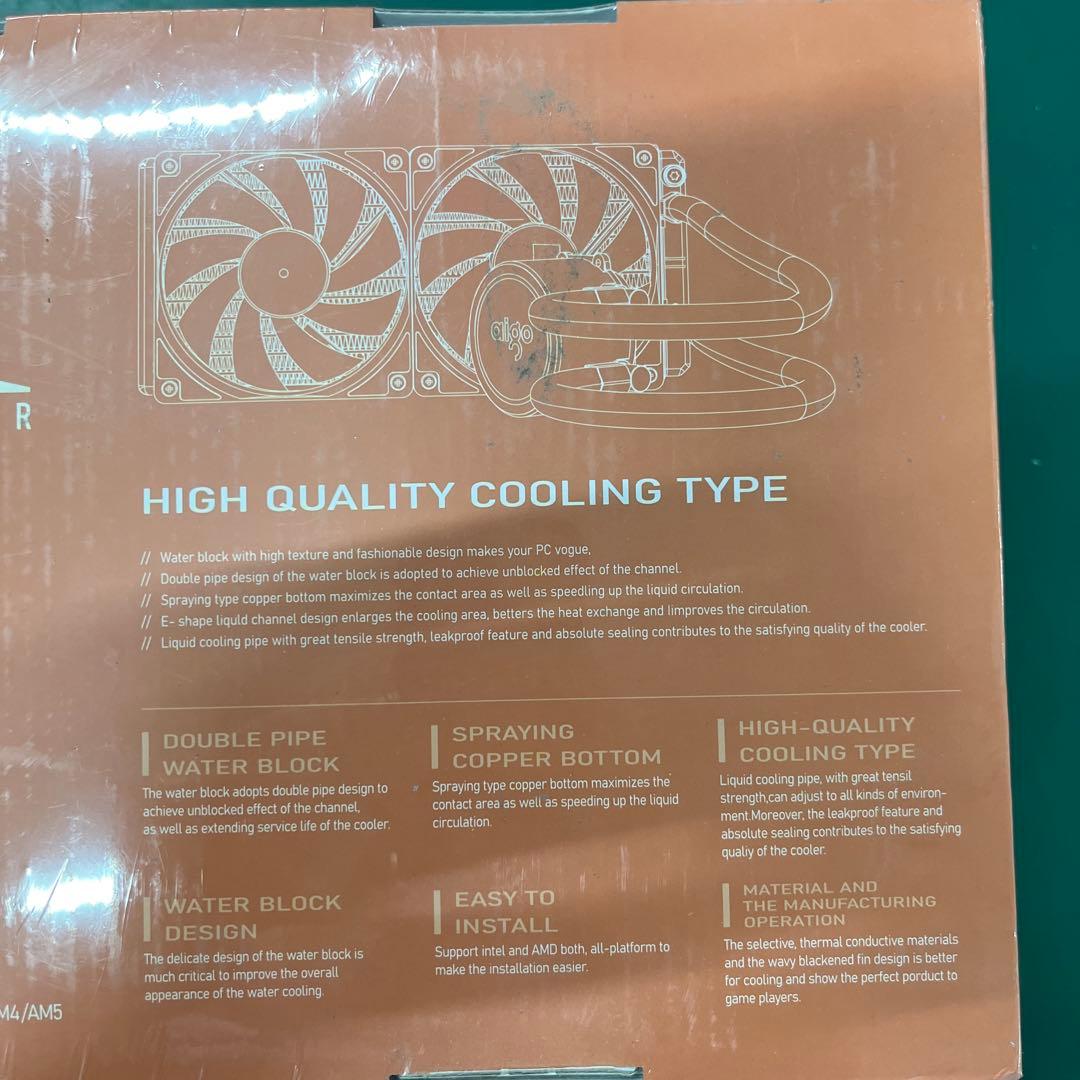 aigo
R
HIGH QUALITY COOLING TYPE
// Water block with high texture and fashionable design makes your PC vogue,
// Double pipe design of the water block is adopted to achieve unblocked effect of the channel.
// Spraying type copper bottom maximizes the contact area as well as speedling up the liquid circulation.
// E- shape liquld channel design enlarges the cooling area, betters the heat exchange and Iimproves the circulation.
// Liquid cooling pipe with great tensile strength, leakproof feature and absolute sealing contributes to the satisfying quality of the cooler.
DOUBLE PIPE
WATER BLOCK
The water block adopts double pipe design to
achieve unblocked effect of the channel,
as well as extending service life of the cooler.
SPRAYING
COPPER BOTTOM
Spraying type copper bottom maximizes the
contact area as well as speeding up the liquid
circulation.
HIGH-QUALITY
COOLING TYPE
Liquid cooling pipe, with great tensil
strength,can adjust to all kinds of environ-
ment.Moreover, the leakproof feature and
absolute sealing contributes to the satisfying
qualiy of the cooler.
WATER BLOCK
DESIGN
The delicate design of the water block is
much critical to improve the overall
appearance of the water cooling.
EASY TO
INSTALL
Support intel and AMD both, all-platform to
make the installation easier.
MATERIAL AND
THE MANUFACTURING
OPERATION
The selective, thermal conductive materials
and the wavy blackened fin design is better
for cooling and show the perfect porduct to
game players.
M4/AM5